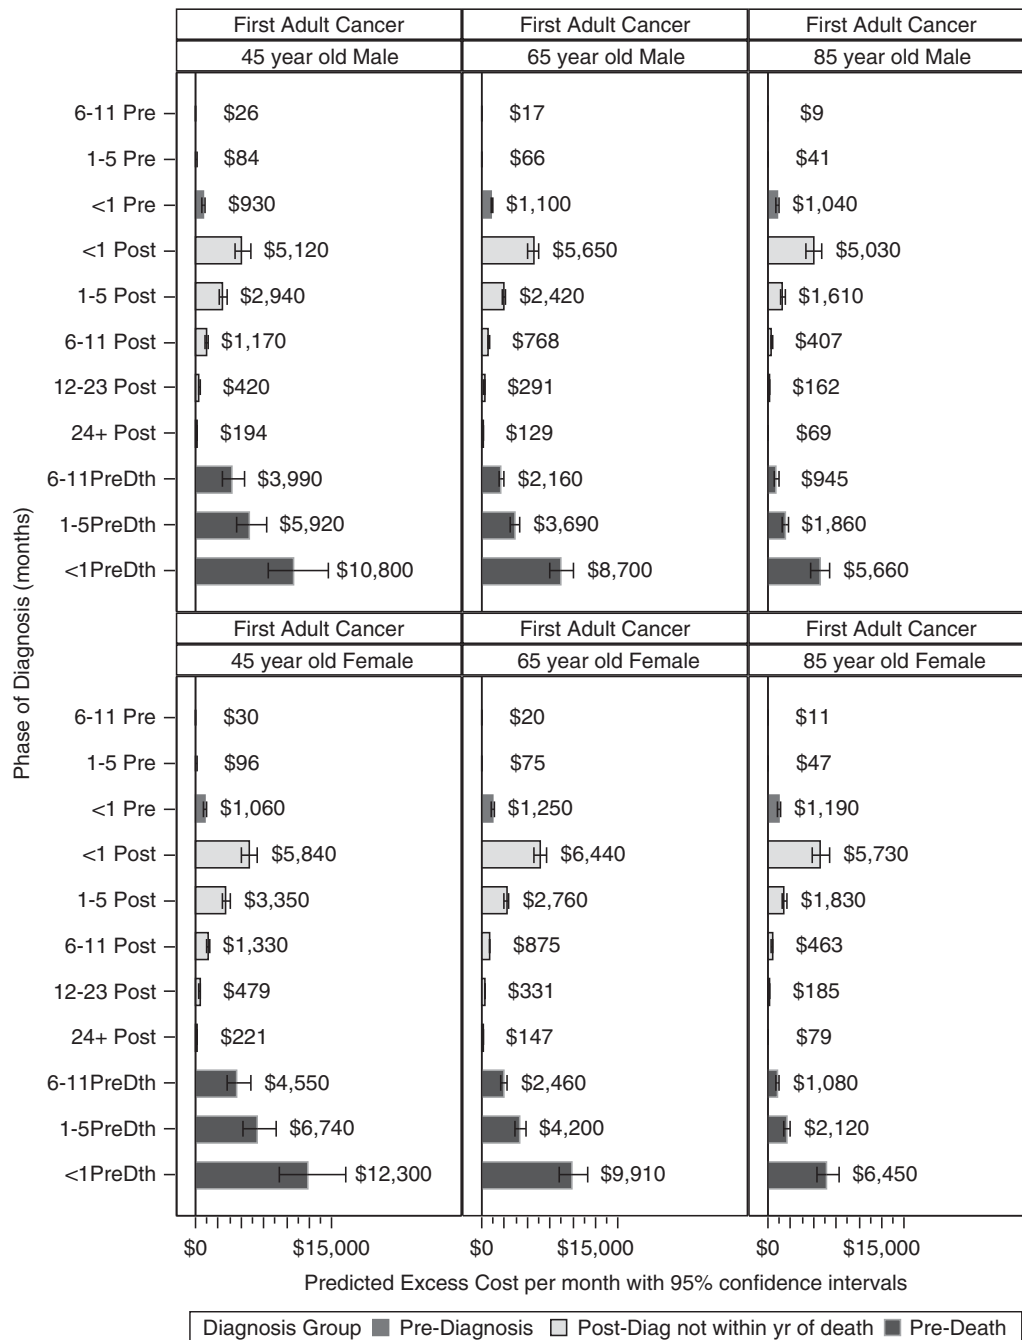 First Adult Cancer First Adult Cancer First Adult Cancer
45 year old Male 65 year old Male 85 year old Male
6-11 Pre $26 $17 $9
1-5 Pre $84 $66 $41
<1 Pre $930 $1,100 $1,040
<1 Post $5,120 $5,650 $5,030
1-5 Post $2,940 $2,420 $1,610
6-11 Post $1,170 $768 $407
12-23 Post $420 $291 $162
24+ Post $194 $129 $69
6-11PreDth $3,990 $2,160 $945
1-5PreDth $5,920 $3,690 $1,860
<1PreDth $10,800 $8,700 $5,660
Phase of Diagnosis (months)
First Adult Cancer First Adult Cancer First Adult Cancer
45 year old Female 65 year old Female 85 year old Female
6-11 Pre $30 $20 $11
1-5 Pre $96 $75 $47
<1 Pre $1,060 $1,250 $1,190
<1 Post $5,840 $6,440 $5,730
1-5 Post $3,350 $2,760 $1,830
6-11 Post $1,330 $875 $463
12-23 Post $479 $331 $185
24+ Post $221 $147 $79
6-11PreDth $4,550 $2,460 $1,080
1-5PreDth $6,740 $4,200 $2,120
<1PreDth $12,300 $9,910 $6,450
$0 $15,000 $0 $15,000 $0 $15,000
Predicted Excess Cost per month with 95% confidence intervals
Diagnosis Group Pre-Diagnosis Post-Diag not within yr of death Pre-Death